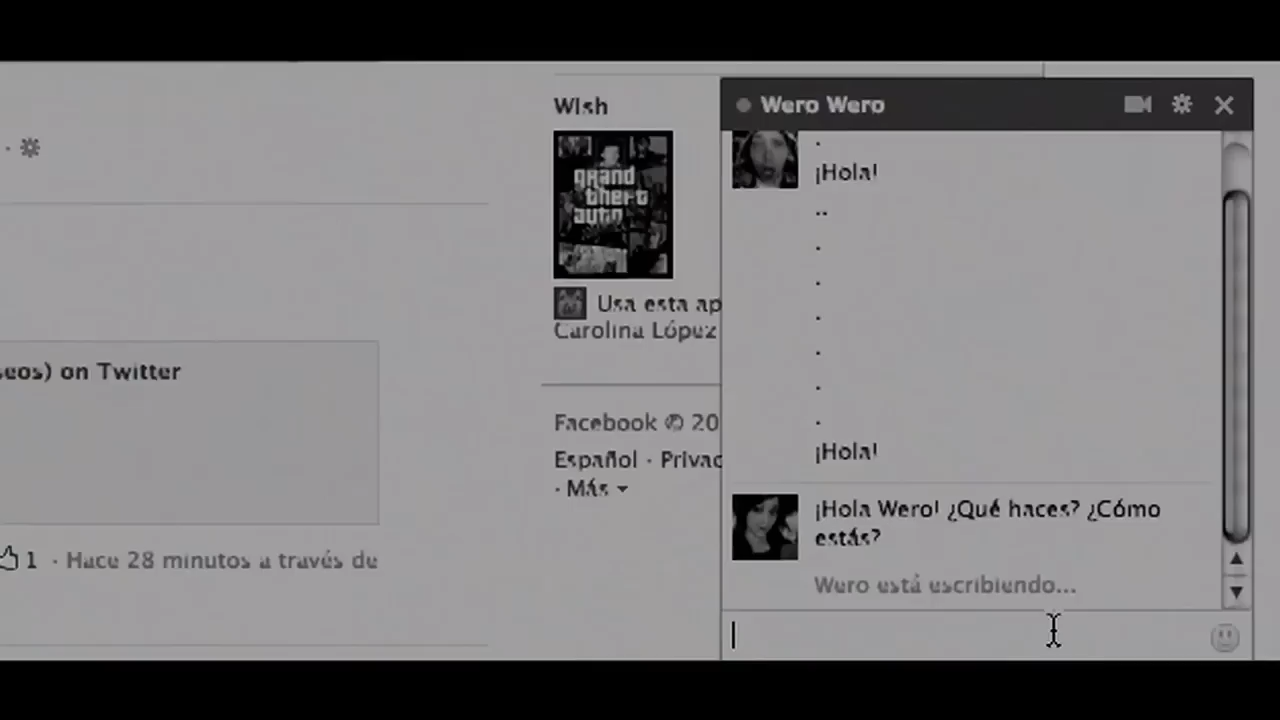 Wish
grand
theft
auto
Usa esta ap
Carolina López
seos) on Twitter
1 · Hace 28 minutos a través de
Facebook © 20
Español · Privac
· Más
Wero Wero
.
¡Hola!
..
.
.
.
.
.
.
¡Hola!
¡Hola Wero! ¿Qué haces? ¿Cómo
estás?
Wero está escribiendo...